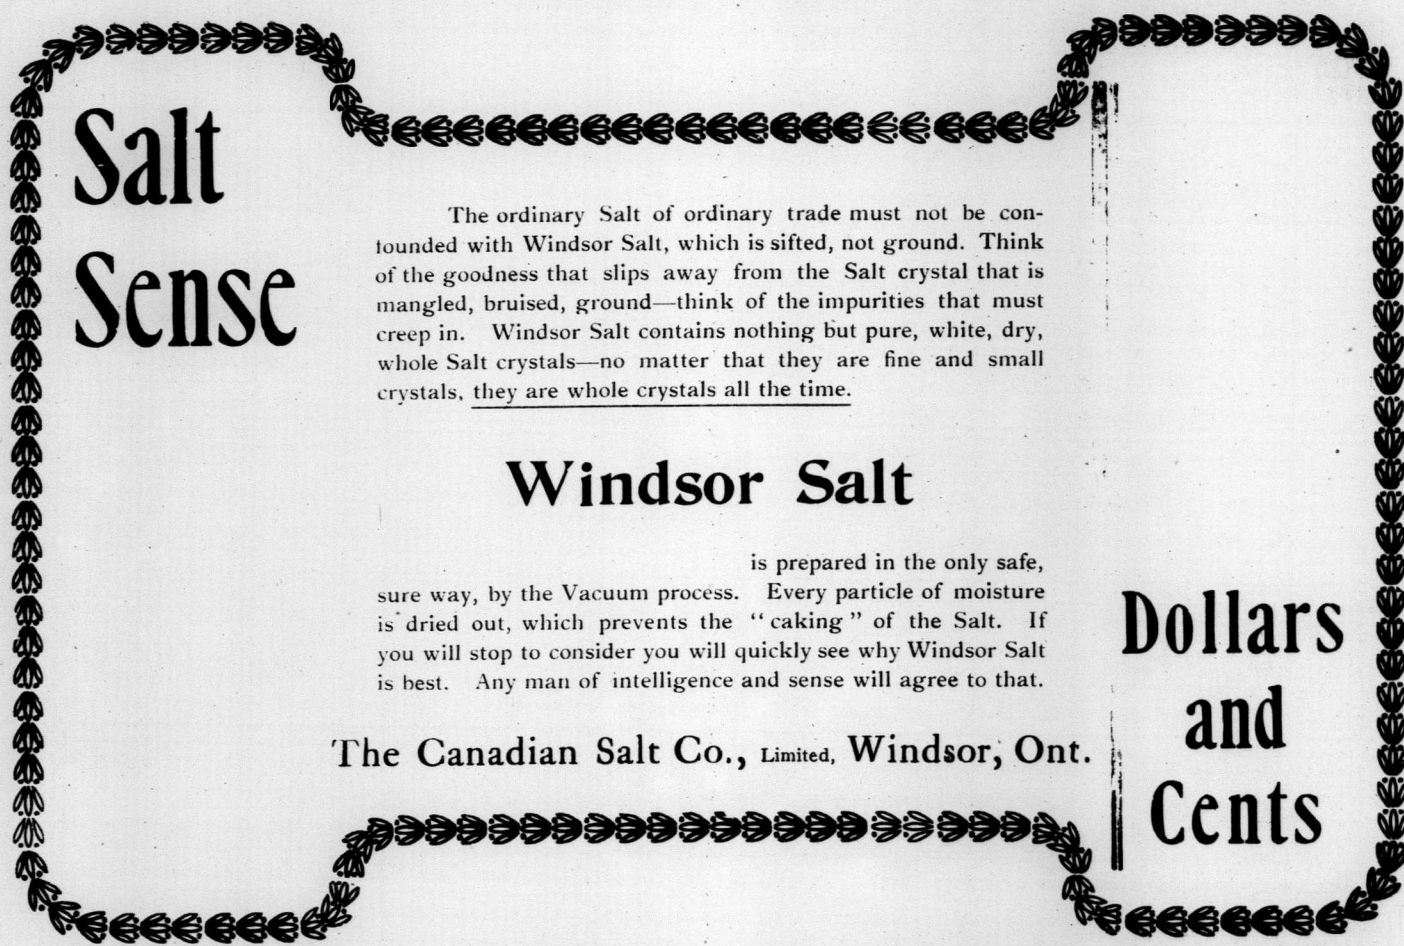 Salt
Sense
The ordinary Salt of ordinary trade must not be con-
founded with Windsor Salt, which is sifted, not ground. Think
of the goodness that slips away from the Salt crystal that is
mangled, bruised, ground—think of the impurities that must
creep in. Windsor Salt contains nothing but pure, white, dry,
whole Salt crystals—no matter that they are fine and small
crystals, they are whole crystals all the time.
Windsor Salt
is prepared in the only safe,
sure way, by the Vacuum process. Every particle of moisture
is dried out, which prevents the "caking" of the Salt. If
you will stop to consider you will quickly see why Windsor Salt
is best. Any man of intelligence and sense will agree to that.
The Canadian Salt Co., Limited, Windsor, Ont.
Dollars
and
Cents